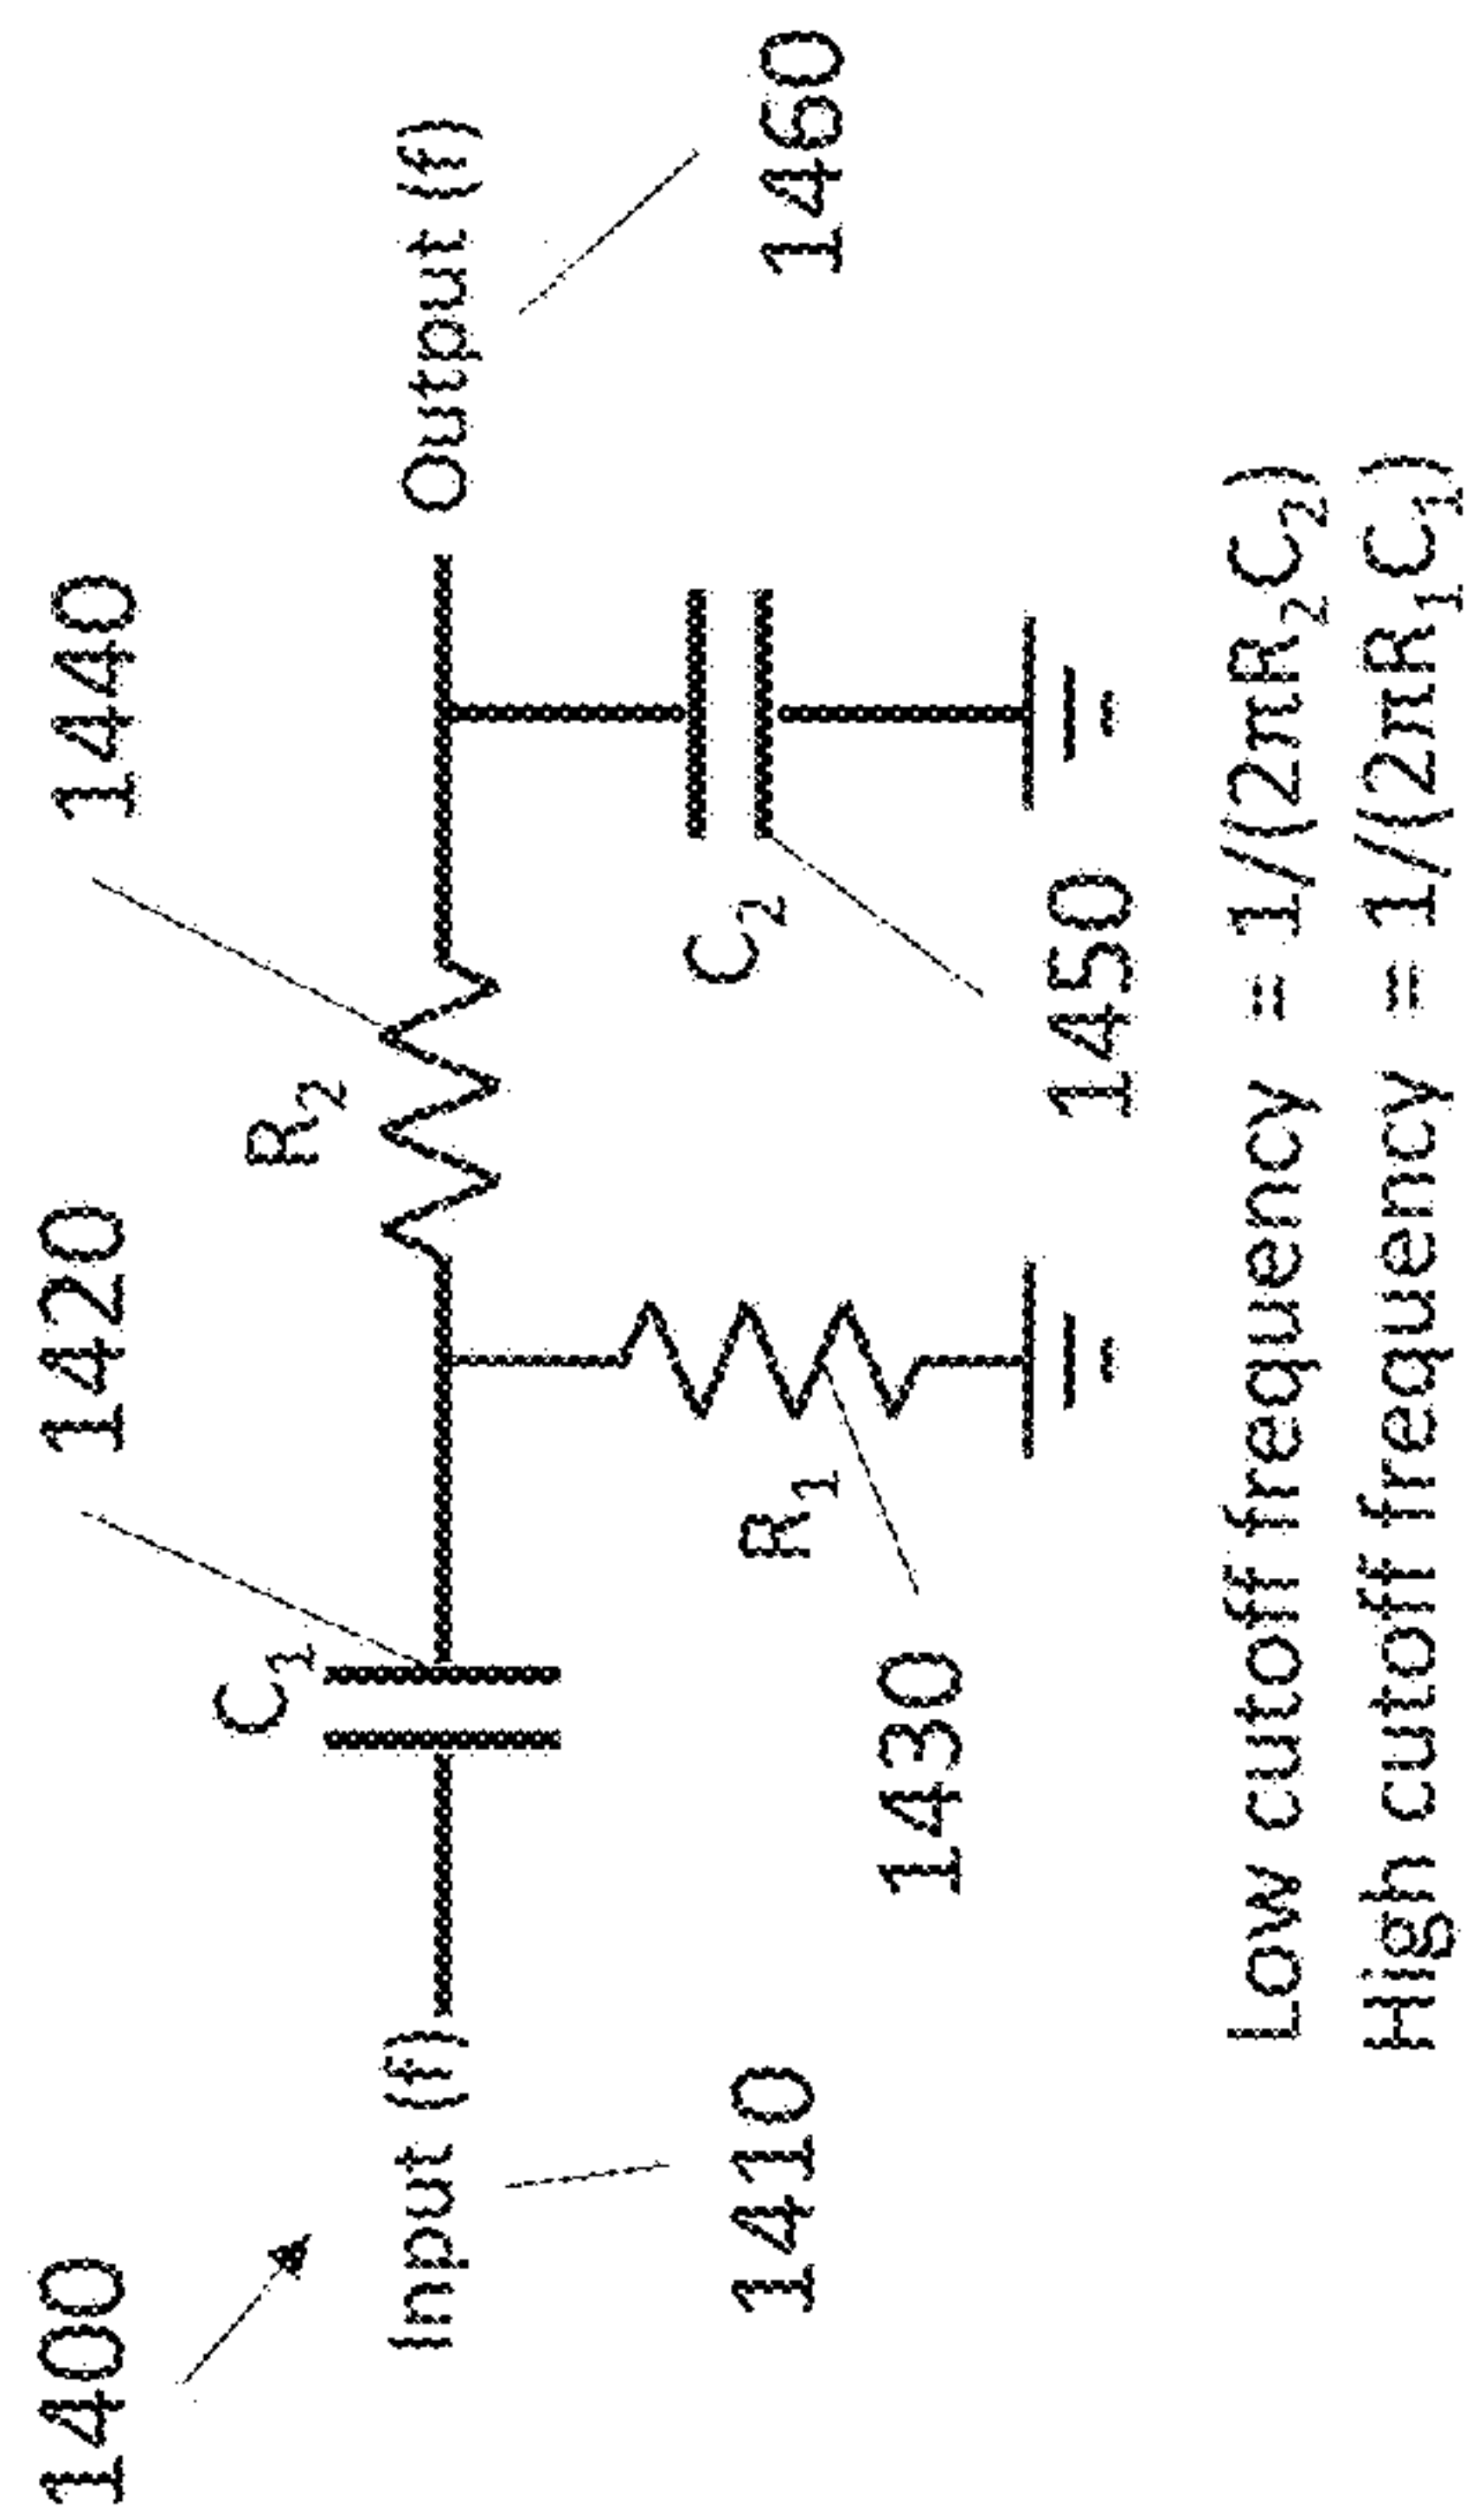 1400
1420
1440
C₁
R₂
Input (f)
Output (f)
C₂
R₁
1410
1460
1430
1450
Low cutoff frequency = 1/(2πR₂C₂)
High cutoff frequency = 1/(2πR₁C₁)